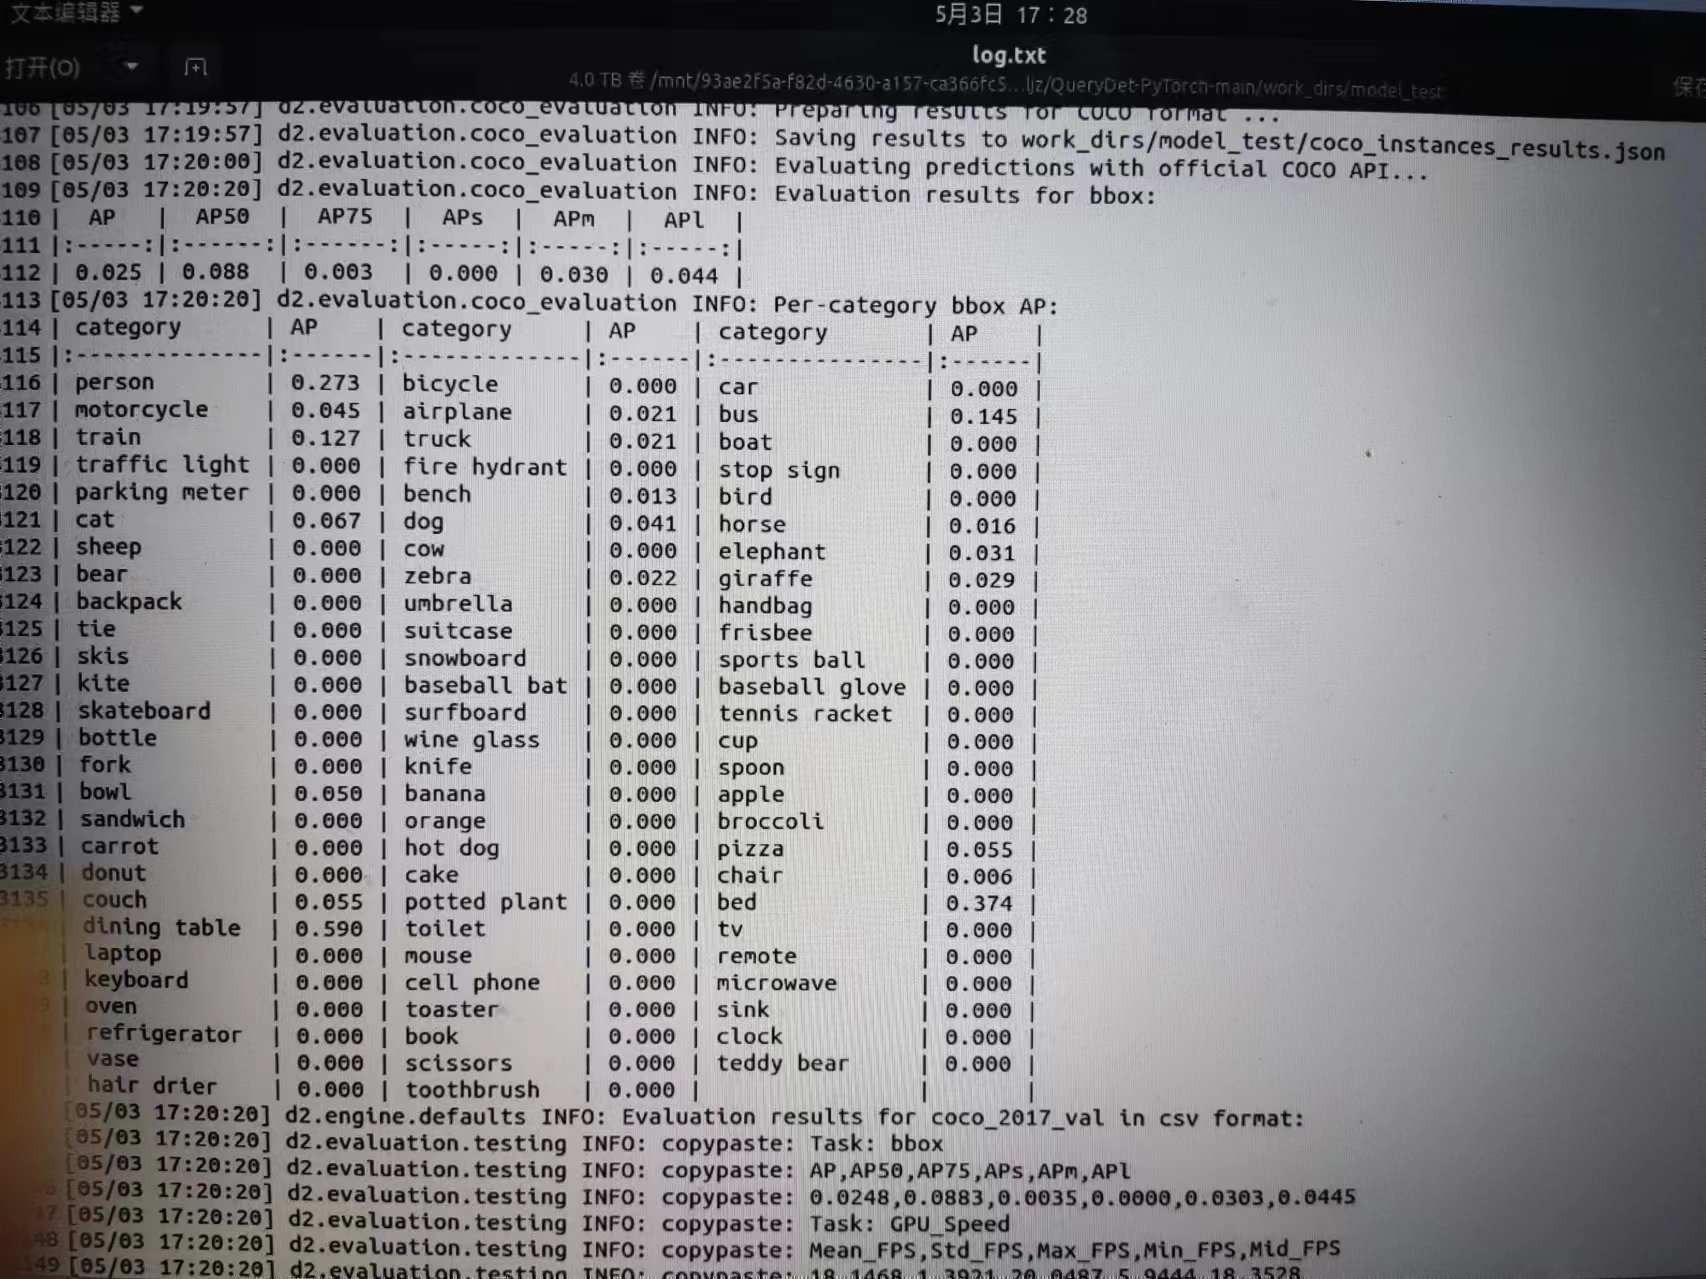 文本编辑器
5月3日 17：28
打开(O)
log.txt
保存
4.0 TB 卷 /mnt/93ae2f5a-f82d-4630-a157-ca366fc5...ljz/QueryDet-PyTorch-main/work_dirs/model_test
106 [05/03 17:19:57] d2.evaluation.coco_evaluation INFO: Preparing results for COCO format ...
107 [05/03 17:19:57] d2.evaluation.coco_evaluation INFO: Saving results to work_dirs/model_test/coco_instances_results.json
108 [05/03 17:20:00] d2.evaluation.coco_evaluation INFO: Evaluating predictions with official COCO API...
109 [05/03 17:20:20] d2.evaluation.coco_evaluation INFO: Evaluation results for bbox:
110 | AP | AP50 | AP75 | APs | APm | APl |
111 |:-----:|:------:|:------:|:-----:|:-----:|:-----:|
112 | 0.025 | 0.088 | 0.003 | 0.000 | 0.030 | 0.044 |
113 [05/03 17:20:20] d2.evaluation.coco_evaluation INFO: Per-category bbox AP:
114 | category | AP | category | AP | category | AP |
115 |:--------------|:------|:-------------|:------|:---------------|:------|
116 | person | 0.273 | bicycle | 0.000 | car | 0.000 |
117 | motorcycle | 0.045 | airplane | 0.021 | bus | 0.145 |
118 | train | 0.127 | truck | 0.021 | boat | 0.000 |
119 | traffic light | 0.000 | fire hydrant | 0.000 | stop sign | 0.000 |
120 | parking meter | 0.000 | bench | 0.013 | bird | 0.000 |
121 | cat | 0.067 | dog | 0.041 | horse | 0.016 |
122 | sheep | 0.000 | cow | 0.000 | elephant | 0.031 |
123 | bear | 0.000 | zebra | 0.022 | giraffe | 0.029 |
124 | backpack | 0.000 | umbrella | 0.000 | handbag | 0.000 |
3125 | tie | 0.000 | suitcase | 0.000 | frisbee | 0.000 |
3126 | skis | 0.000 | snowboard | 0.000 | sports ball | 0.000 |
3127 | kite | 0.000 | baseball bat | 0.000 | baseball glove | 0.000 |
3128 | skateboard | 0.000 | surfboard | 0.000 | tennis racket | 0.000 |
3129 | bottle | 0.000 | wine glass | 0.000 | cup | 0.000 |
3130 | fork | 0.000 | knife | 0.000 | spoon | 0.000 |
3131 | bowl | 0.050 | banana | 0.000 | apple | 0.000 |
3132 | sandwich | 0.000 | orange | 0.000 | broccoli | 0.000 |
3133 | carrot | 0.000 | hot dog | 0.000 | pizza | 0.055 |
3134 | donut | 0.000 | cake | 0.000 | chair | 0.006 |
3135 | couch | 0.055 | potted plant | 0.000 | bed | 0.374 |
| dining table | 0.590 | toilet | 0.000 | tv | 0.000 |
| laptop | 0.000 | mouse | 0.000 | remote | 0.000 |
| keyboard | 0.000 | cell phone | 0.000 | microwave | 0.000 |
| oven | 0.000 | toaster | 0.000 | sink | 0.000 |
| refrigerator | 0.000 | book | 0.000 | clock | 0.000 |
| vase | 0.000 | scissors | 0.000 | teddy bear | 0.000 |
| hair drier | 0.000 | toothbrush | 0.000 | | |
[05/03 17:20:20] d2.engine.defaults INFO: Evaluation results for coco_2017_val in csv format:
[05/03 17:20:20] d2.evaluation.testing INFO: copypaste: Task: bbox
[05/03 17:20:20] d2.evaluation.testing INFO: copypaste: AP,AP50,AP75,APs,APm,APl
[05/03 17:20:20] d2.evaluation.testing INFO: copypaste: 0.0248,0.0883,0.0035,0.0000,0.0303,0.0445
47 [05/03 17:20:20] d2.evaluation.testing INFO: copypaste: Task: GPU_Speed
48 [05/03 17:20:20] d2.evaluation.testing INFO: copypaste: Mean_FPS,Std_FPS,Max_FPS,Min_FPS,Mid_FPS
149 [05/03 17:20:20] d2.evaluation.testing INFO: copypaste: 18.1468,1.3921,20.0487,5.9444,18.3528